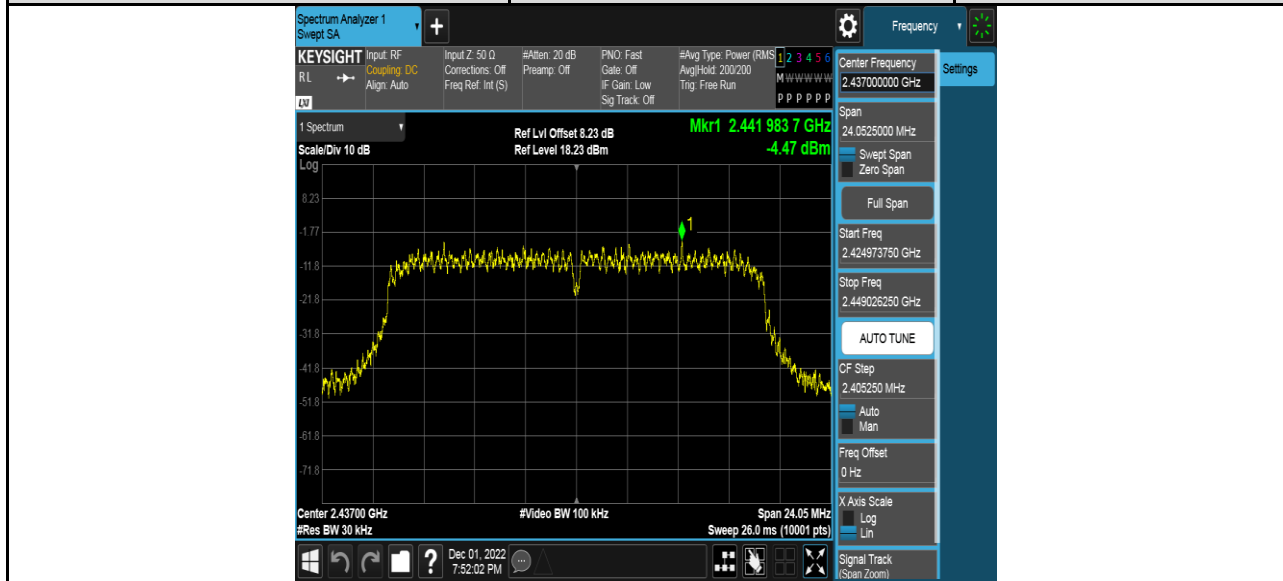 Spectrum Analyzer 1
Swept SA
+
Frequency
KEYSIGHT
RL
LXI
Input: RF
Coupling: DC
Align: Auto
Input Z: 50 Ω
Corrections: Off
Freq Ref: Int (S)
#Atten: 20 dB
Preamp: Off
PNO: Fast
Gate: Off
IF Gain: Low
Sig Track: Off
#Avg Type: Power (RMS
Avg|Hold: 200/200
Trig: Free Run
1 2 3 4 5 6
M W W W W W
P P P P P P
1 Spectrum
Scale/Div 10 dB
Log
Ref Lvl Offset 8.23 dB
Ref Level 18.23 dBm
Mkr1 2.441 983 7 GHz
-4.47 dBm
1
8.23
-1.77
-11.8
-21.8
-31.8
-41.8
-51.8
-61.8
-71.8
Center 2.43700 GHz
#Res BW 30 kHz
#Video BW 100 kHz
Span 24.05 MHz
Sweep 26.0 ms (10001 pts)
?
Dec 01, 2022
7:52:02 PM
Center Frequency
2.437000000 GHz
Settings
Span
24.0525000 MHz
Swept Span
Zero Span
Full Span
Start Freq
2.424973750 GHz
Stop Freq
2.449026250 GHz
AUTO TUNE
CF Step
2.405250 MHz
Auto
Man
Freq Offset
0 Hz
X Axis Scale
Log
Lin
Signal Track
(Span Zoom)